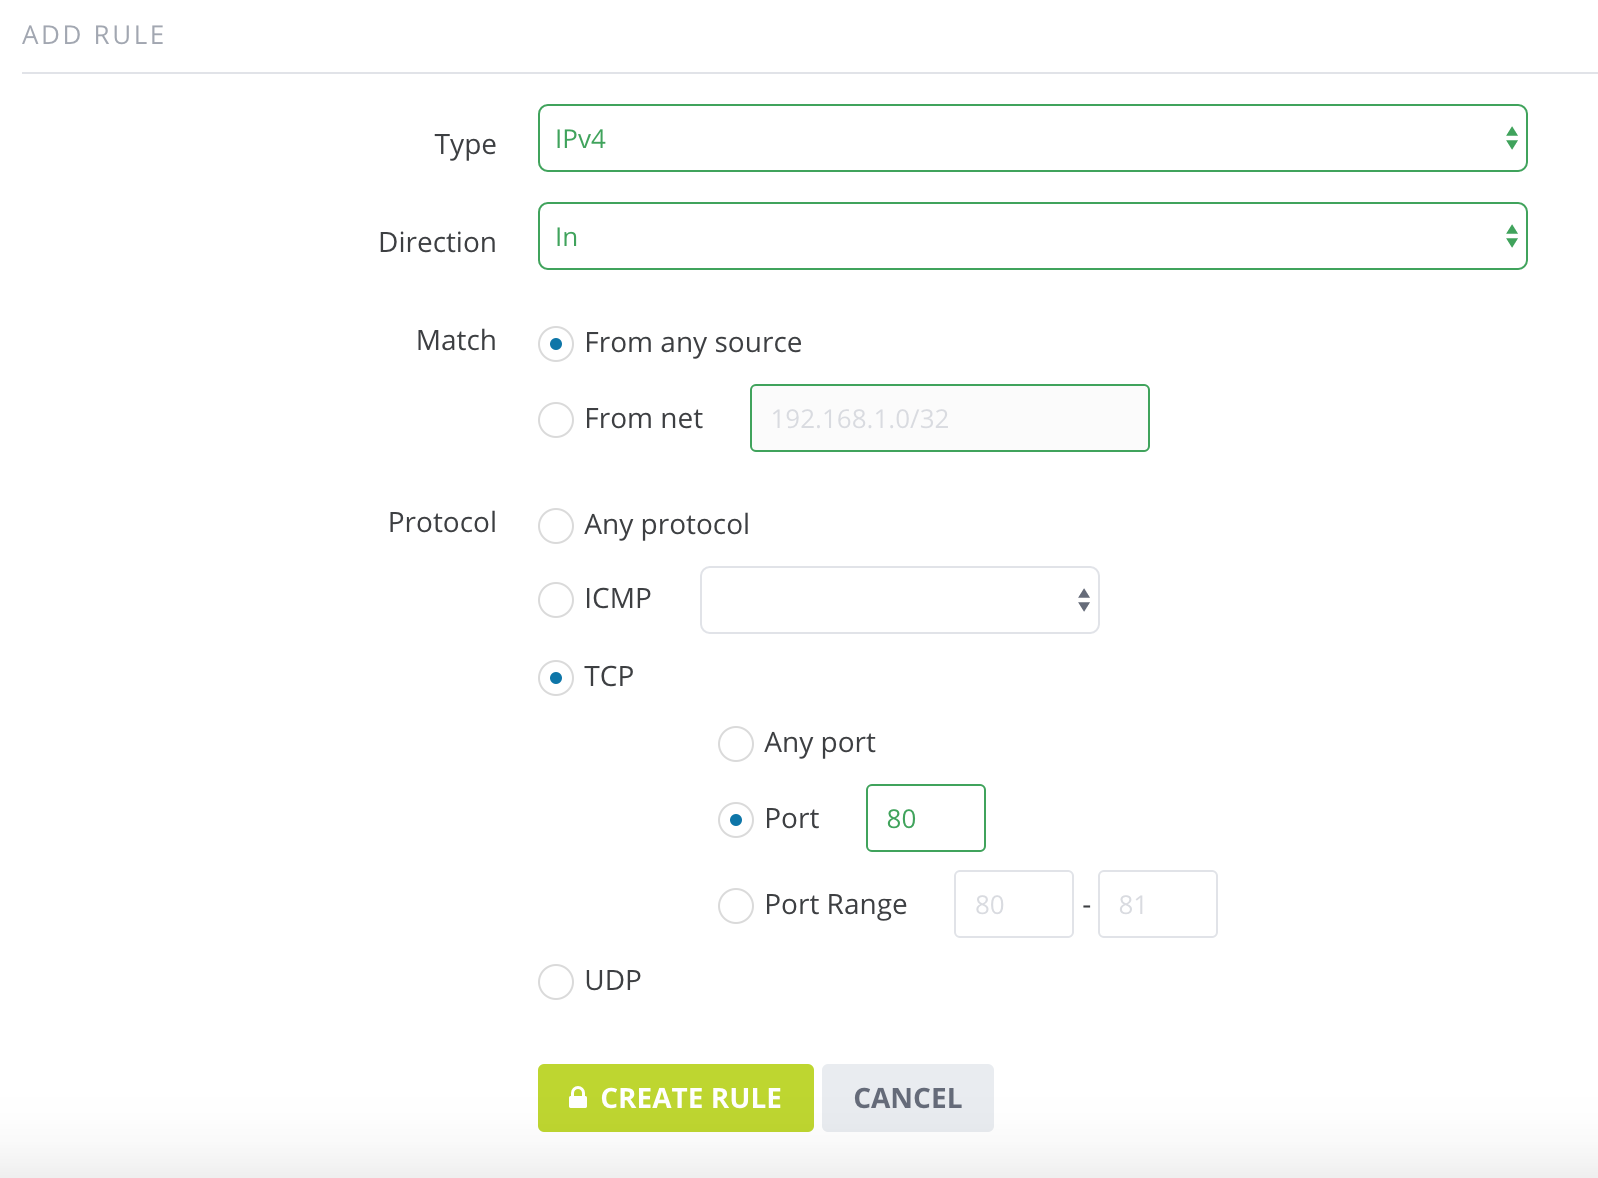 ADD RULE
Type IPv4
Direction In
Match From any source
From net 192.168.1.0/32
Protocol Any protocol
ICMP
TCP
Any port
Port 80
Port Range 80 - 81
UDP
CREATE RULE CANCEL